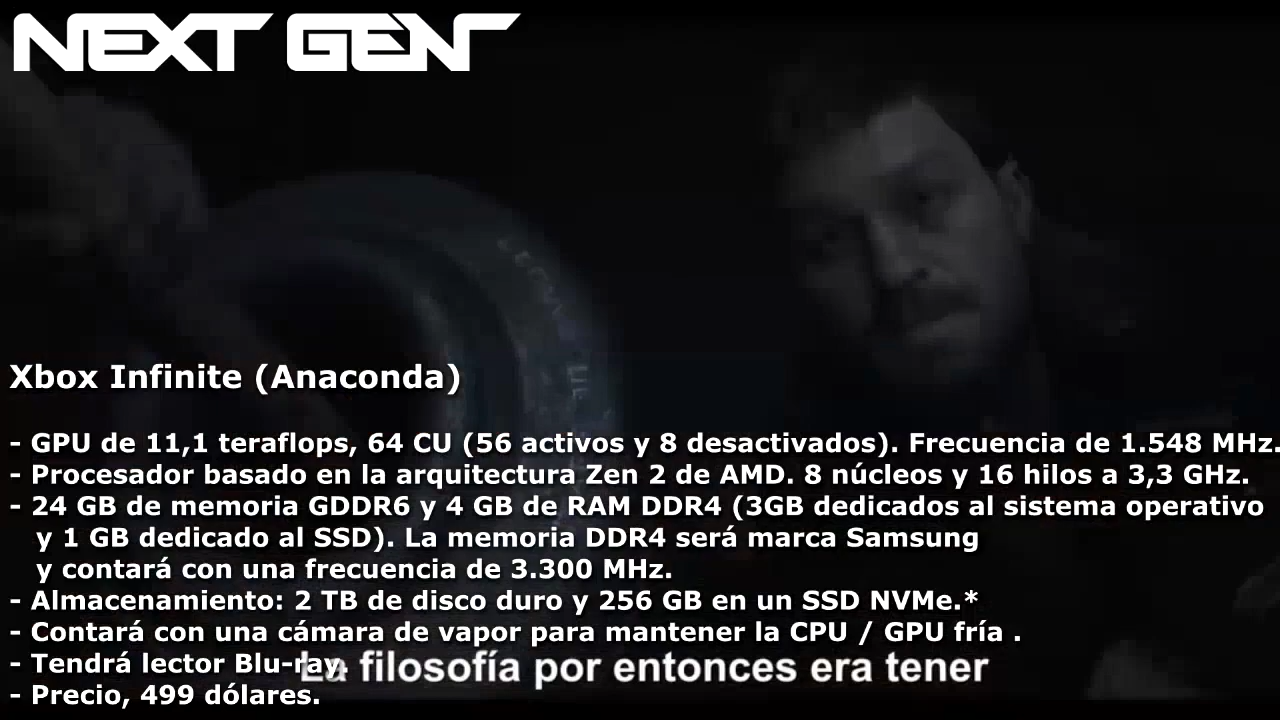 NEXT GEN
Xbox Infinite (Anaconda)
- GPU de 11,1 teraflops, 64 CU (56 activos y 8 desactivados). Frecuencia de 1.548 MHz.
- Procesador basado en la arquitectura Zen 2 de AMD. 8 núcleos y 16 hilos a 3,3 GHz.
- 24 GB de memoria GDDR6 y 4 GB de RAM DDR4 (3GB dedicados al sistema operativo
y 1 GB dedicado al SSD). La memoria DDR4 será marca Samsung
y contará con una frecuencia de 3.300 MHz.
- Almacenamiento: 2 TB de disco duro y 256 GB en un SSD NVMe.*
- Contará con una cámara de vapor para mantener la CPU / GPU fría .
- Tendrá lector Blu-ray.
La filosofía por entonces era tener
- Precio, 499 dólares.